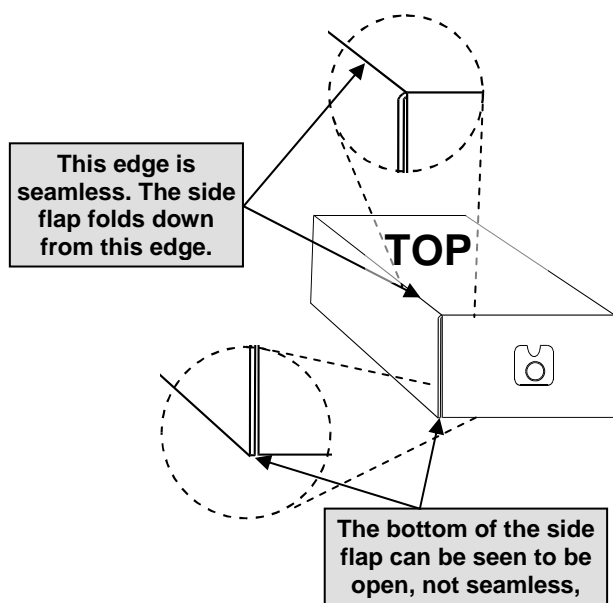 This edge is
seamless. The side
flap folds down
from this edge.
TOP
The bottom of the side
flap can be seen to be
open, not seamless,